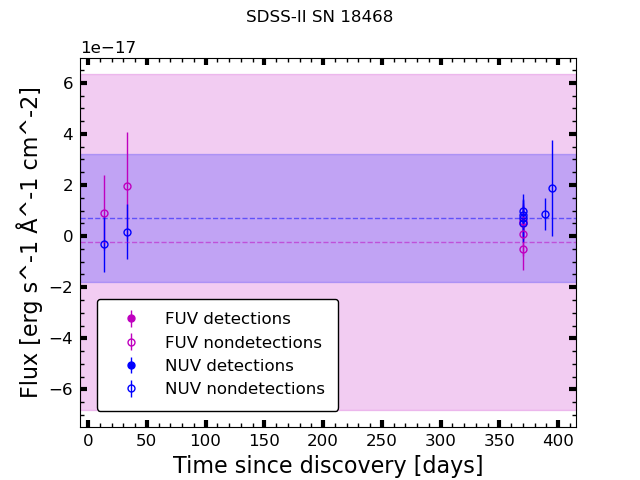 SDSS-II SN 18468
1e−17
Flux [erg s^-1 Å^-1 cm^-2]
6
4
2
0
−2
−4
−6
FUV detections
FUV nondetections
NUV detections
NUV nondetections
0 50 100 150 200 250 300 350 400
Time since discovery [days]